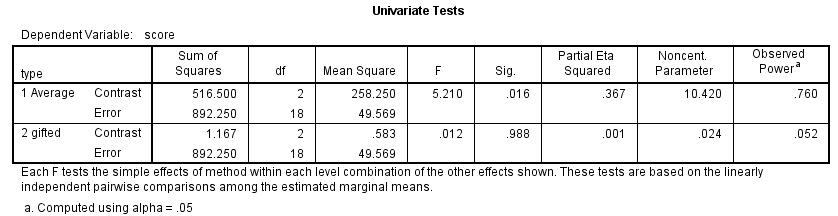 Univariate Tests
Dependent Variable: score
type Sum of Squares df Mean Square F Sig. Partial Eta Squared Noncent. Parameter Observed Power a
1 Average Contrast 516.500 2 258.250 5.210 .016 .367 10.420 .760
Error 892.250 18 49.569
2 gifted Contrast 1.167 2 .583 .012 .988 .001 .024 .052
Error 892.250 18 49.569
Each F tests the simple effects of method within each level combination of the other effects shown. These tests are based on the linearly
independent pairwise comparisons among the estimated marginal means.
a. Computed using alpha = .05